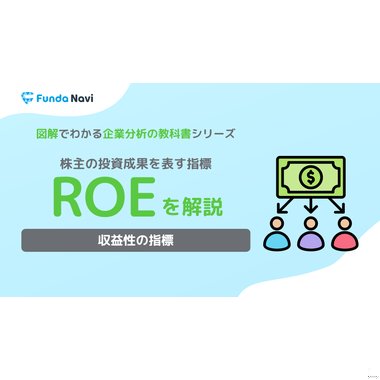 Funda Navi
図解でわかる企業分析の教科書シリーズ
株主の投資成果を表す指標
ROEを解説
$
収益性の指標